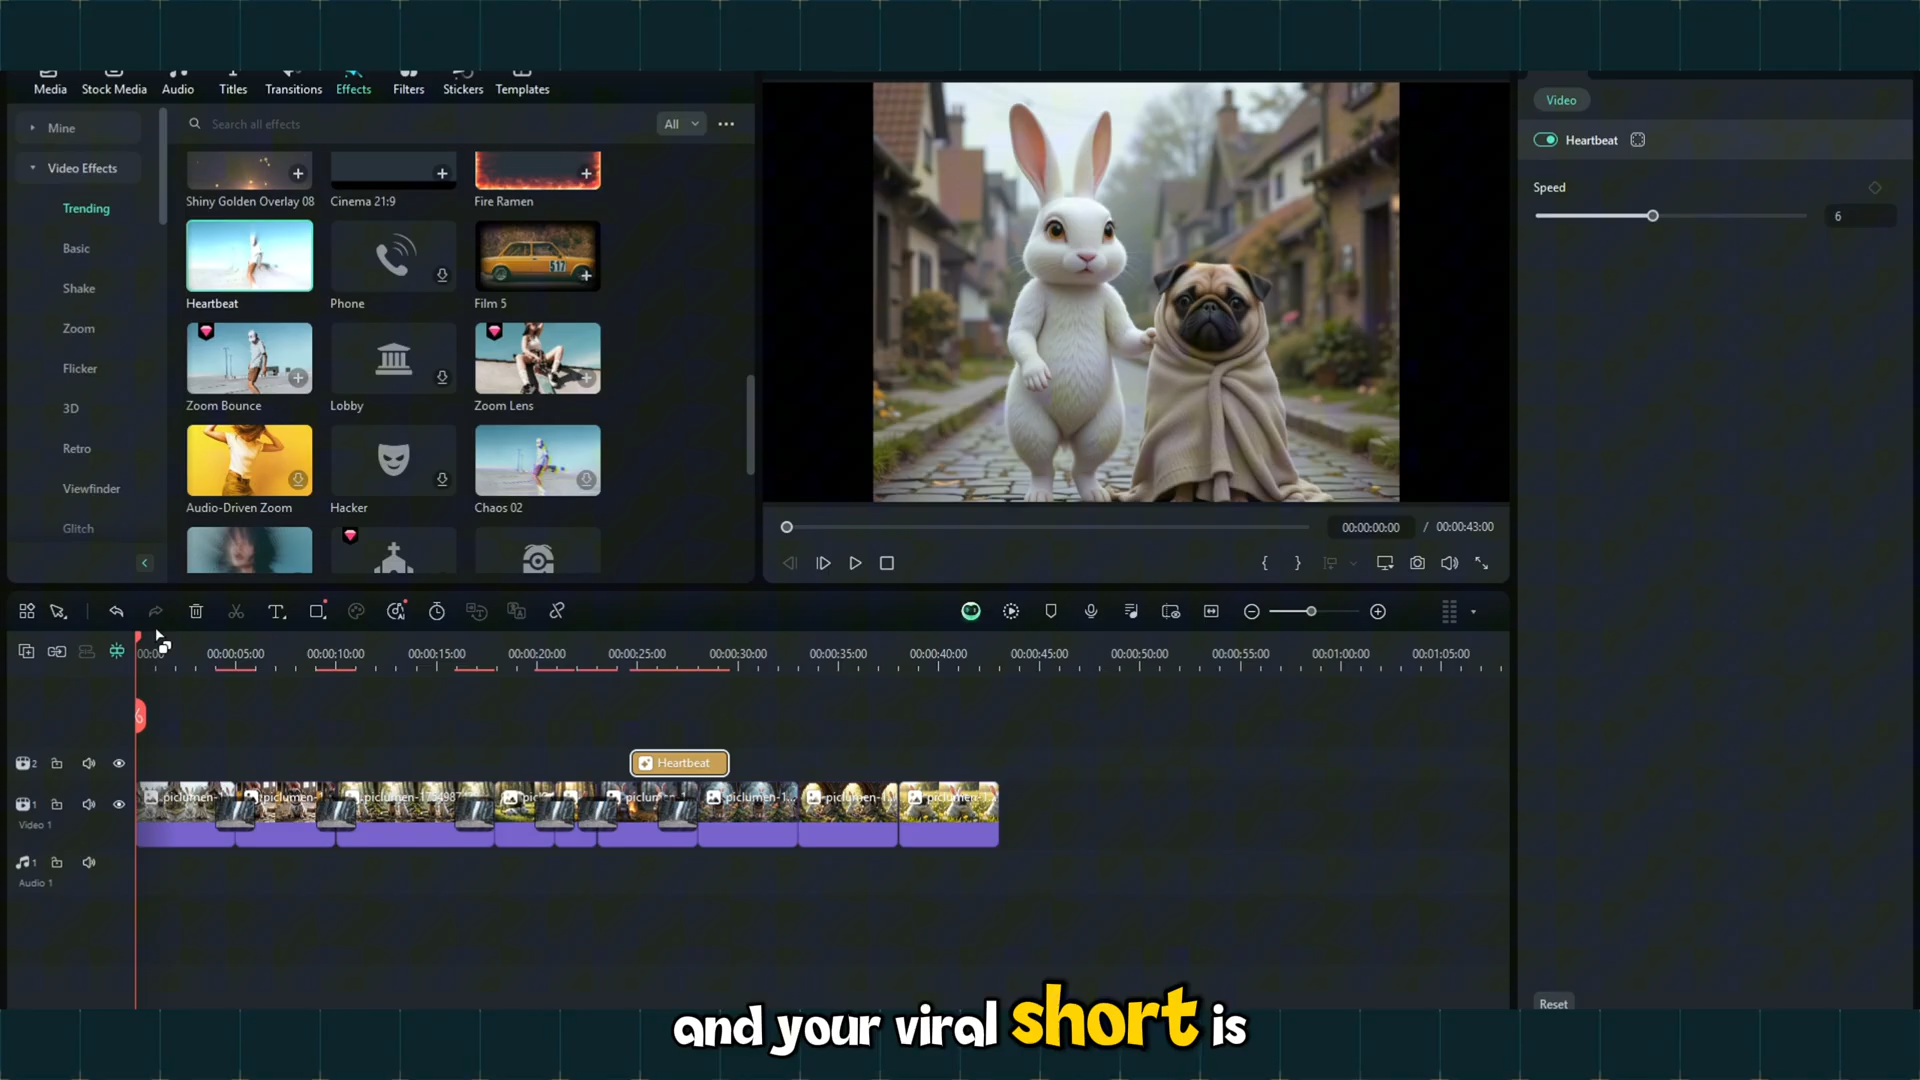 Media Stock Media Audio Titles Transitions Effects Filters Stickers Templates
Mine
Search all effects
All
Video Effects
Trending
Basic
Shake
Zoom
Flicker
3D
Retro
Viewfinder
Glitch
Shiny Golden Overlay 08
Cinema 21:9
Fire Ramen
Heartbeat
Phone
517
Film 5
Zoom Bounce
Lobby
Zoom Lens
Audio-Driven Zoom
Hacker
Chaos 02
00:00:00:00 / 00:00:43:00
Video
Heartbeat
Speed
6
00:00:05:00 00:00:10:00 00:00:15:00 00:00:20:00 00:00:25:00 00:00:30:00 00:00:35:00 00:00:40:00 00:00:45:00 00:00:50:00 00:00:55:00 00:01:00:00 00:01:05:00
2
Heartbeat
1
Video 1
1
Audio 1
Reset
and your viral short is